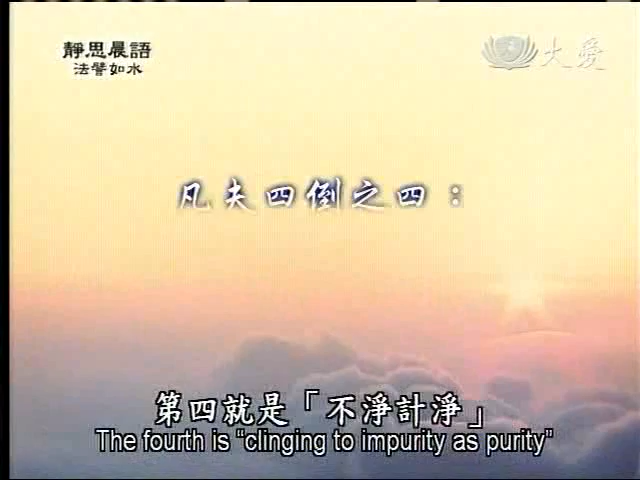 靜思晨語
法譬如水
大愛
凡夫四倒之四：
第四就是「不淨計淨」
The fourth is “clinging to impurity as purity”